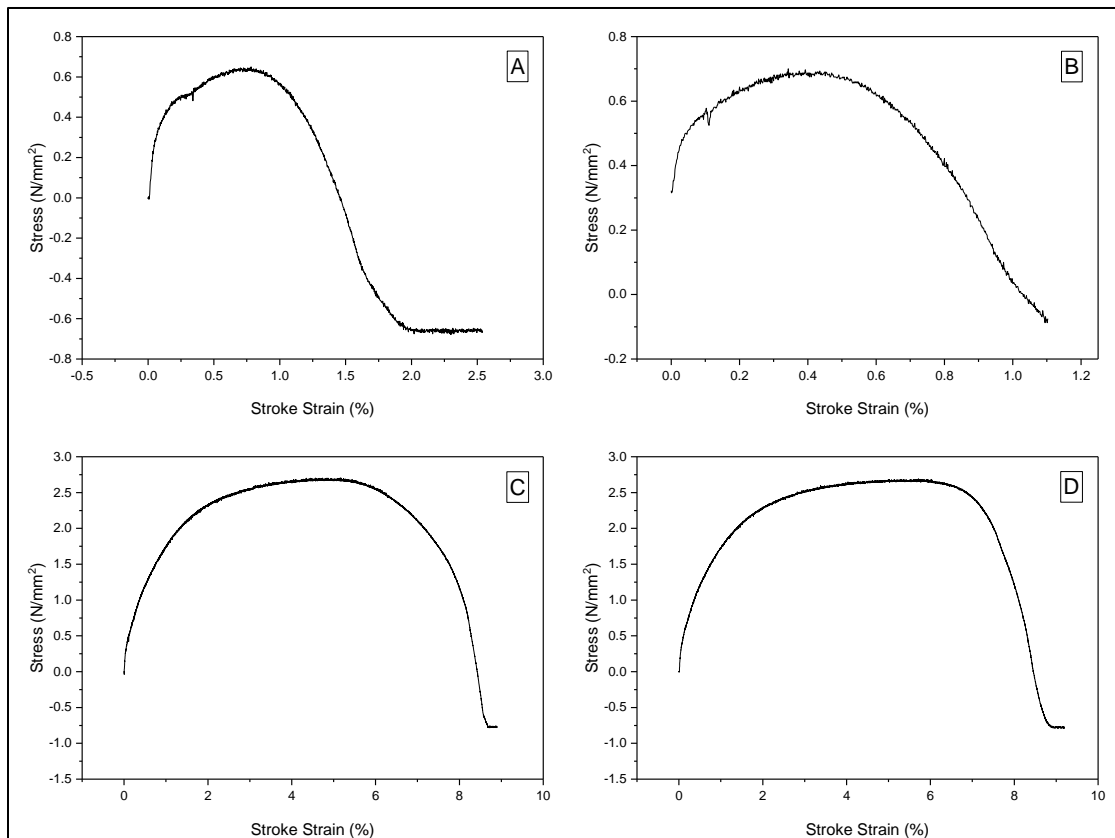 A
Stress (N/mm²)
0.8
0.6
0.4
0.2
0.0
-0.2
-0.4
-0.6
-0.8
-0.5 0.0 0.5 1.0 1.5 2.0 2.5 3.0
Stroke Strain (%)
B
Stress (N/mm²)
0.8
0.6
0.4
0.2
0.0
-0.2
0.0 0.2 0.4 0.6 0.8 1.0 1.2
Stroke Strain (%)
C
Stress (N/mm²)
3.0
2.5
2.0
1.5
1.0
0.5
0.0
-0.5
-1.0
-1.5
0 2 4 6 8 10
Stroke Strain (%)
D
Stress (N/mm²)
3.0
2.5
2.0
1.5
1.0
0.5
0.0
-0.5
-1.0
-1.5
0 2 4 6 8 10
Stroke Strain (%)